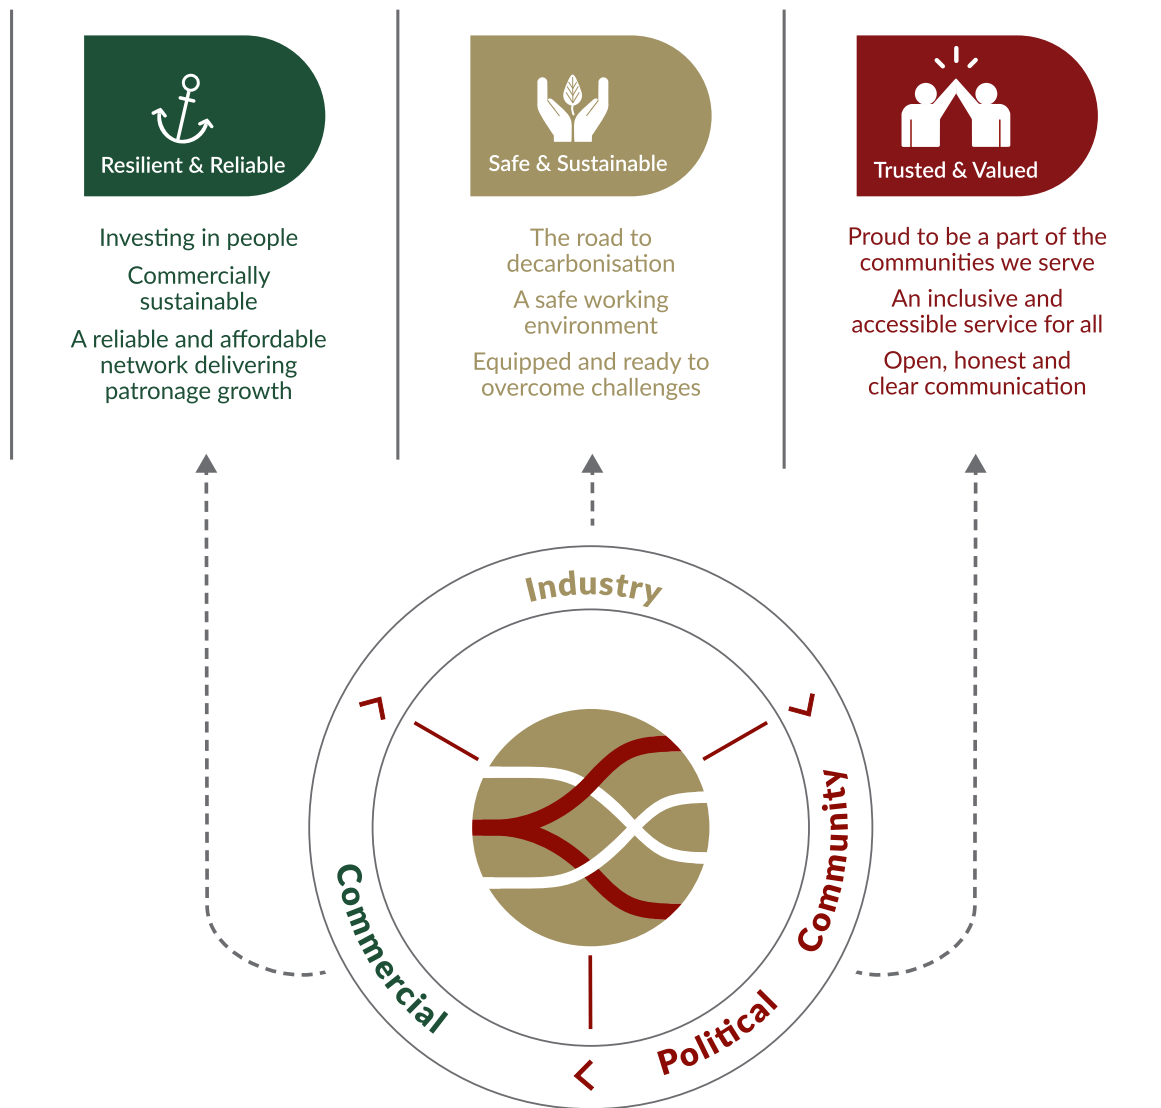 Resilient & Reliable
Investing in people
Commercially
sustainable
A reliable and affordable
network delivering
patronage growth
Safe & Sustainable
The road to
decarbonisation
A safe working
environment
Equipped and ready to
overcome challenges
Trusted & Valued
Proud to be a part of the
communities we serve
An inclusive and
accessible service for all
Open, honest and
clear communication
Industry
Community
Political
Commercial